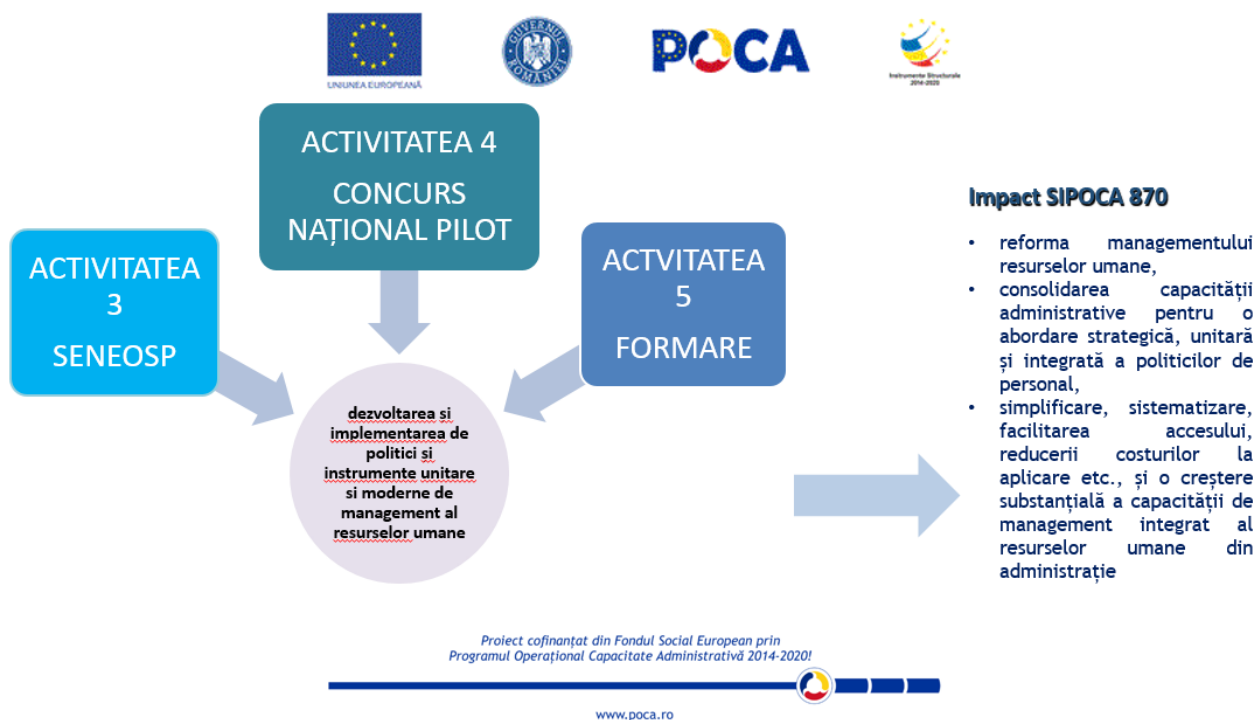 UNIUNEA EUROPEANĂ
GUVERNUL ROMÂNIEI
POCA
Instrumente Structurale
2014-2020
ACTIVITATEA 4
CONCURS
NAȚIONAL PILOT
ACTIVITATEA
3
SENEOSP
ACTVITATEA
5
FORMARE
dezvoltarea și
implementarea de
politici și
instrumente unitare
si moderne de
management al
resurselor umane
Impact SIPOCA 870
• reforma managementului
resurselor umane,
• consolidarea capacității
administrative pentru o
abordare strategică, unitară
și integrată a politicilor de
personal,
• simplificare, sistematizare,
facilitarea accesului,
reducerii costurilor la
aplicare etc., și o creștere
substanțială a capacității de
management integrat al
resurselor umane din
administrație
Proiect cofinanțat din Fondul Social European prin
Programul Operațional Capacitate Administrativă 2014-2020!
www.poca.ro